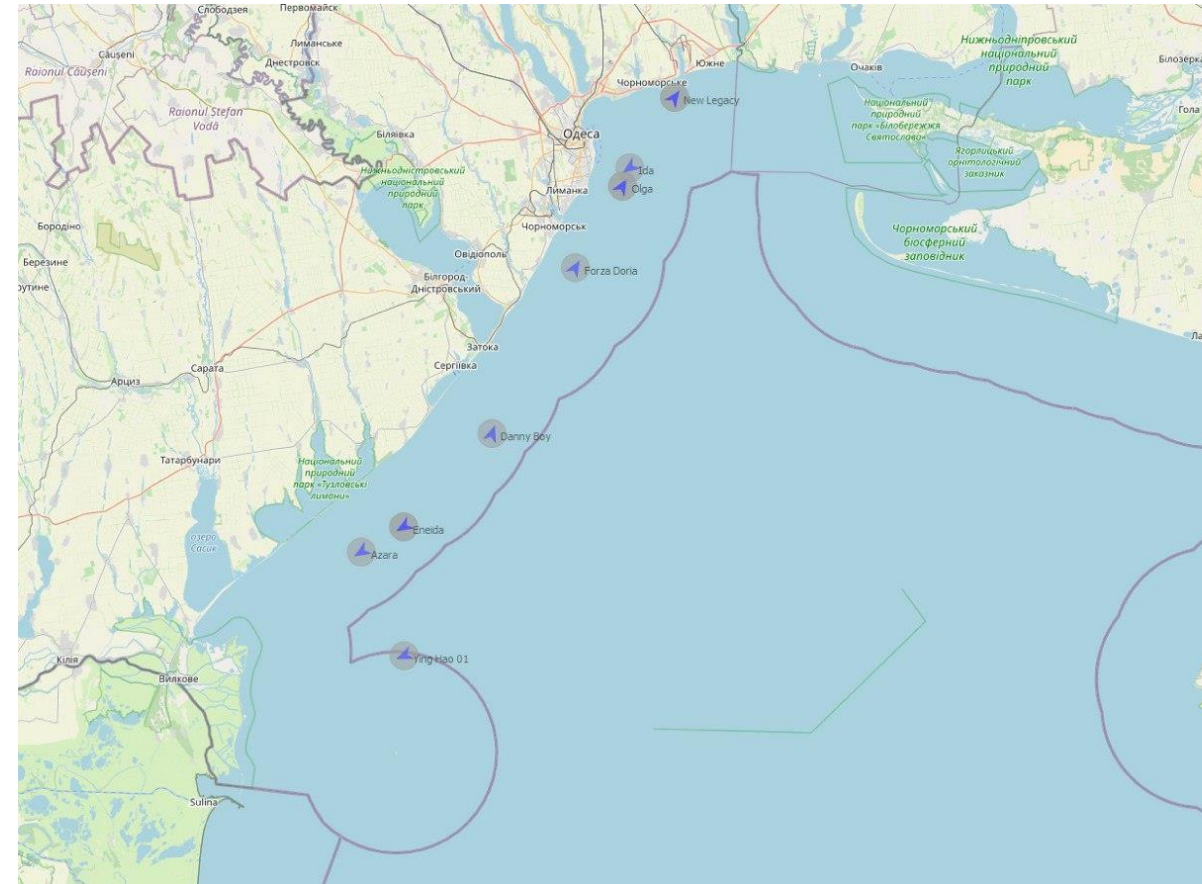 Слободзея
Первомайск
Лиманське
Căușeni
Днестровск
Raionul Căușeni
Raionul Ștefan
Vodă
Біляївка
Нижньодністровський
національний
природний
парк
Одеса
Чорноморське
Южне
New Legacy
Очаків
Нижньодніпровський
національний
природний
парк
Білозерка
Гола
Національний
природний
парк «Білобережжя
Святослава»
Ягорлицький
орнітологічний
заказник
Ida
Olga
Лиманка
Чорноморськ
Бородіно
Березине
рутине
Овідіополь
Білгород-
Дністровський
Forza Doria
Чорноморський
біосферний
заповідник
Ла
Затока
Сергіївка
Сарата
Арциз
Danny Boy
Татарбунари
Національний
природний
парк «Тузловські
лимани»
Eneida
озеро
Сасик
Azara
Ying Hao 01
Кілія
Вилкове
Sulina